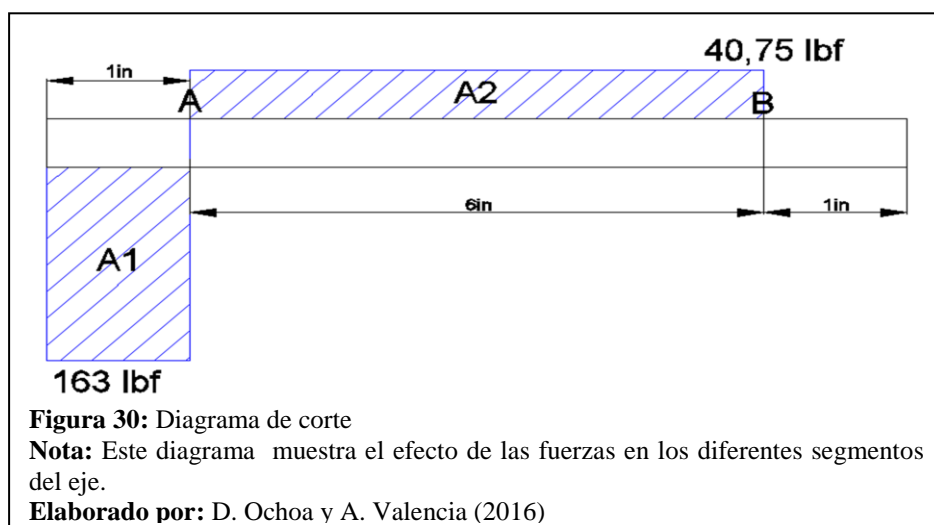 40,75 lbf
1in
A
A2
B
6in
1in
A1
163 lbf
Figura 30: Diagrama de corte
Nota: Este diagrama muestra el efecto de las fuerzas en los diferentes segmentos
del eje.
Elaborado por: D. Ochoa y A. Valencia (2016)